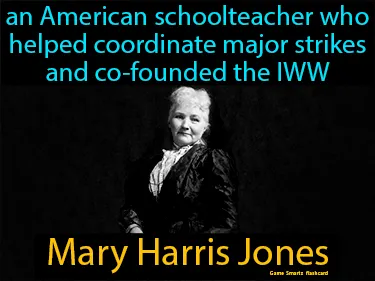 an American schoolteacher who
helped coordinate major strikes
and co-founded the IWW
Mary Harris Jones
Game Smartz flashcard